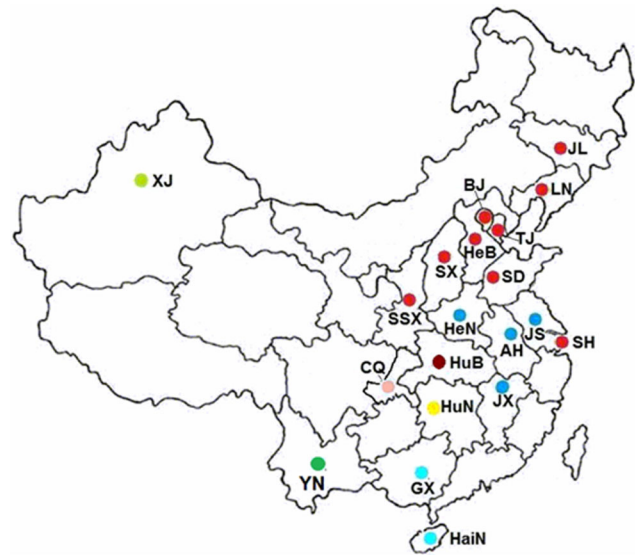 JL
XJ
BJ
LN
TJ
HeB
SX
SD
SSX
HeN
JS
SH
AH
HuB
CQ
JX
HuN
YN
GX
HaiN